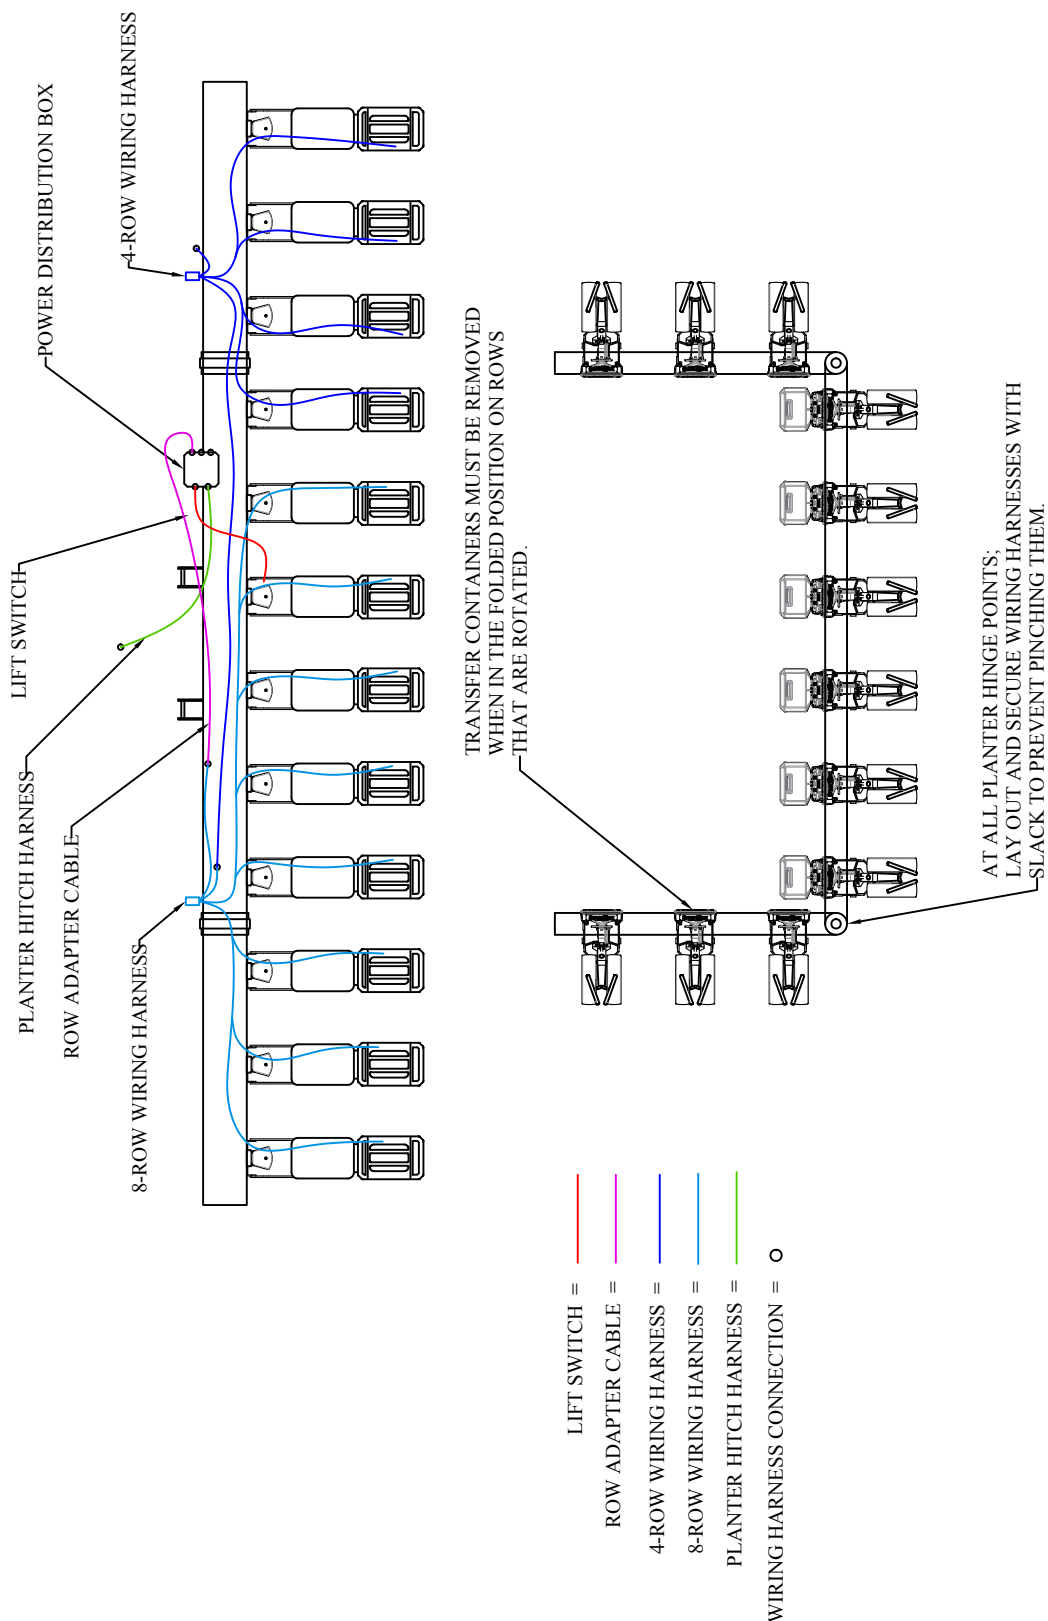 4-ROW WIRING HARNESS
POWER DISTRIBUTION BOX
LIFT SWITCH
PLANTER HITCH HARNESS
ROW ADAPTER CABLE
8-ROW WIRING HARNESS
TRANSFER CONTAINERS MUST BE REMOVED
WHEN IN THE FOLDED POSITION ON ROWS
THAT ARE ROTATED.
AT ALL PLANTER HINGE POINTS;
LAY OUT AND SECURE WIRING HARNESSES WITH
SLACK TO PREVENT PINCHING THEM.
LIFT SWITCH =
ROW ADAPTER CABLE =
4-ROW WIRING HARNESS =
8-ROW WIRING HARNESS =
PLANTER HITCH HARNESS =
WIRING HARNESS CONNECTION =